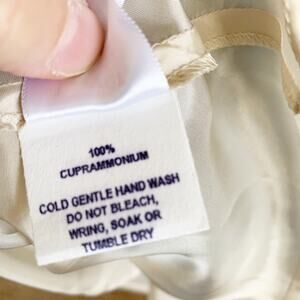 100%
CUPRAMMONIUM
COLD GENTLE HAND WASH
DO NOT BLEACH,
WRING, SOAK OR
TUMBLE DRY